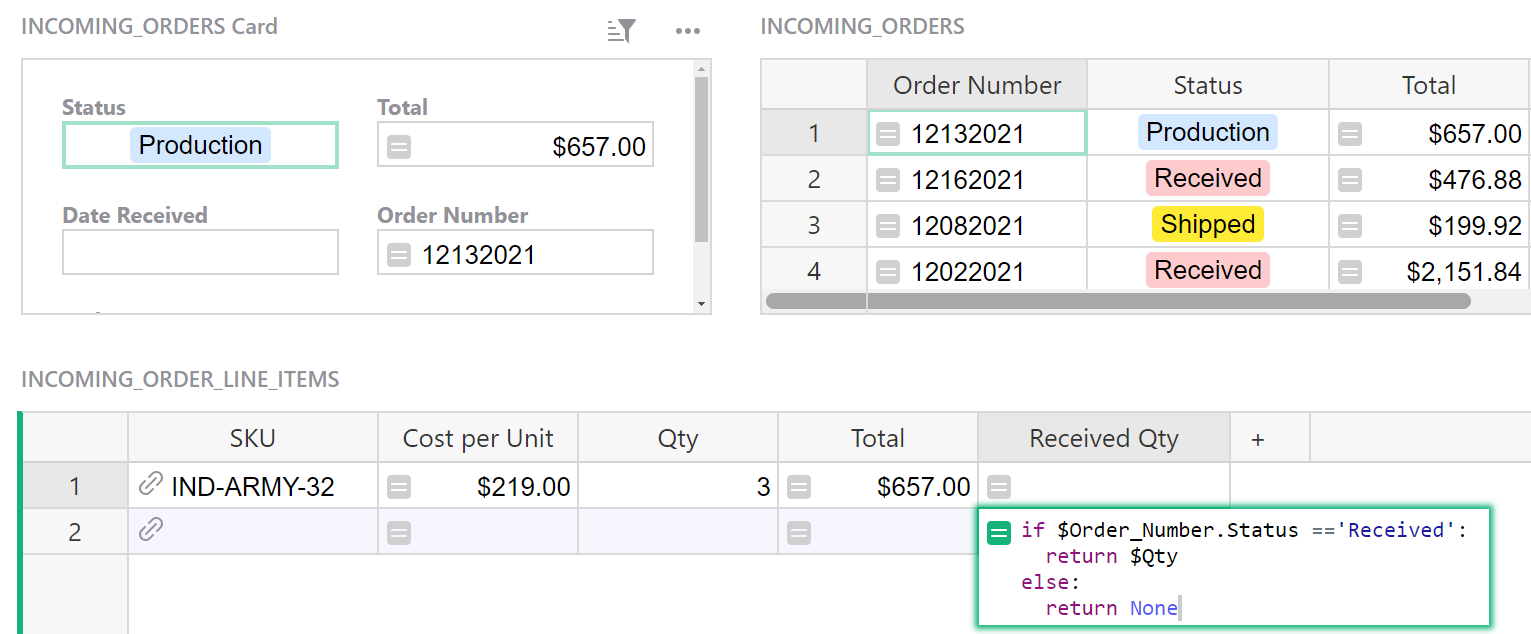 INCOMING_ORDERS Card
Status
Total
Production
$657.00
Date Received
Order Number
12132021
INCOMING_ORDERS
Order Number Status Total
1 12132021 Production $657.00
2 12162021 Received $476.88
3 12082021 Shipped $199.92
4 12022021 Received $2,151.84
INCOMING_ORDER_LINE_ITEMS
SKU Cost per Unit Qty Total Received Qty +
1 IND-ARMY-32 $219.00 3 $657.00
2
if $Order_Number.Status =='Received':
return $Qty
else:
return None